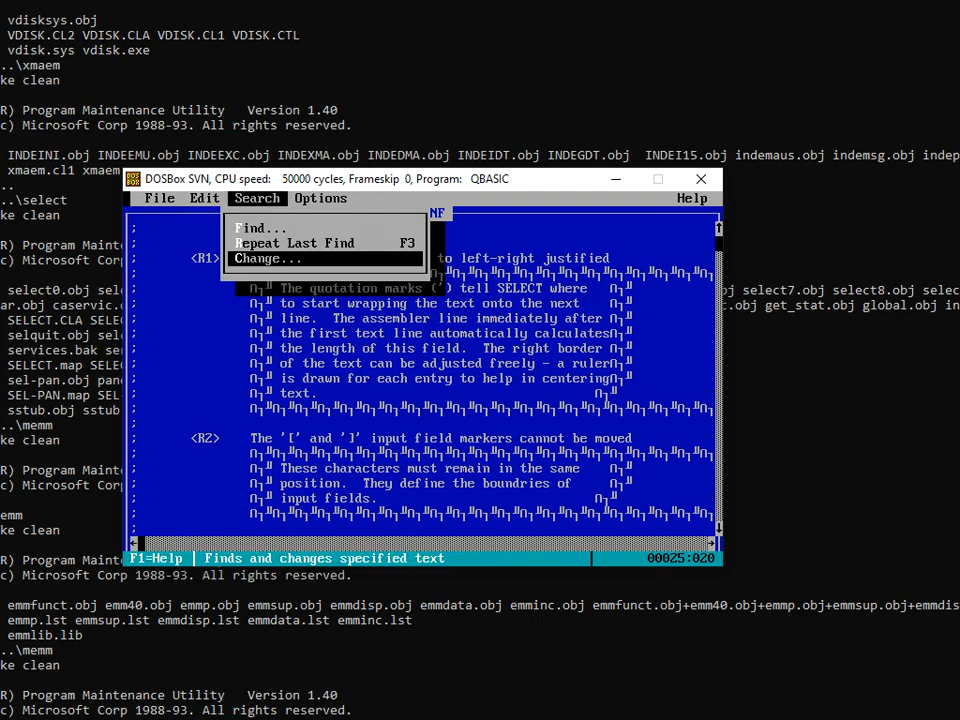 vdisksys.obj
VDISK.CL2 VDISK.CLA VDISK.CL1 VDISK.CTL
vdisk.sys vdisk.exe
..\xmaem
ke clean
R) Program Maintenance Utility   Version 1.40
c) Microsoft Corp 1988-93. All rights reserved.
INDEINI.obj INDEEMU.obj INDEEXC.obj INDEXMA.obj INDEDMA.obj INDEIDT.obj INDEGDT.obj  INDEI15.obj indemaus.obj indemsg.obj indep
xmaem.cl1 xmaem
..
..\select
ke clean
R) Program Maint
c) Microsoft Cor
select0.obj
select7.obj select8.obj selec
ar.obj caservic.o
.obj get_stat.obj global.obj in
SELECT.CLA SELE
selquit.obj sel
services.bak se
SELECT.map SELE
sel-pan.obj pan
SEL-PAN.map SEL-
sstub.obj sstub
..\memm
ke clean
R) Program Maint
c) Microsoft Cor
emm
ke clean
R) Program Maint
c) Microsoft Corp 1988-93. All rights reserved.
emmfunct.obj emm40.obj emmp.obj emmsup.obj emmdisp.obj emmdata.obj emminc.obj emmfunct.obj+emm40.obj+emmp.obj+emmsup.obj+emmdis
emmp.lst emmsup.lst emmdisp.lst emmdata.lst emminc.lst
emmlib.lib
..\memm
ke clean
R) Program Maintenance Utility   Version 1.40
c) Microsoft Corp 1988-93. All rights reserved.
DOSBox SVN, CPU speed:   50000 cycles, Frameskip  0, Program:   QBASIC
File Edit Search Options Help
NF
Find...
Repeat Last Find F3
Change...
<R1> to left-right justified
The quotation marks (") tell SELECT where
to start wrapping the text onto the next
line.  The assembler line immediately after
the first text line automatically calculates
the length of this field.  The right border
of the text can be adjusted freely - a ruler
is drawn for each entry to help in centering
text.
<R2> The '[' and ']' input field markers cannot be moved
These characters must remain in the same
position.  They define the boundries of
input fields.
F1=Help | Finds and changes specified text 00025:020